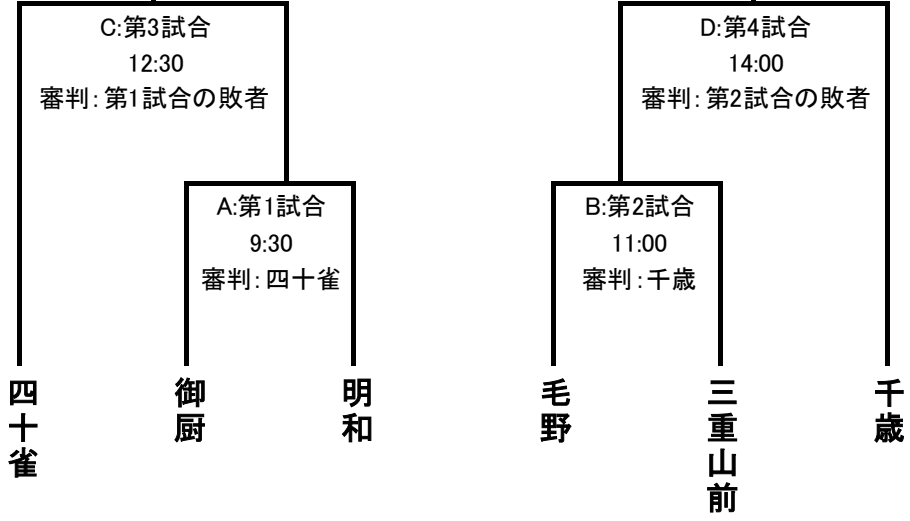 C:第3試合
12:30
審判：第1試合の敗者
D:第4試合
14:00
審判：第2試合の敗者
A:第1試合
9:30
審判：四十雀
B:第2試合
11:00
審判：千歳
四十雀
御厨
明和
毛野
三重山前
千歳